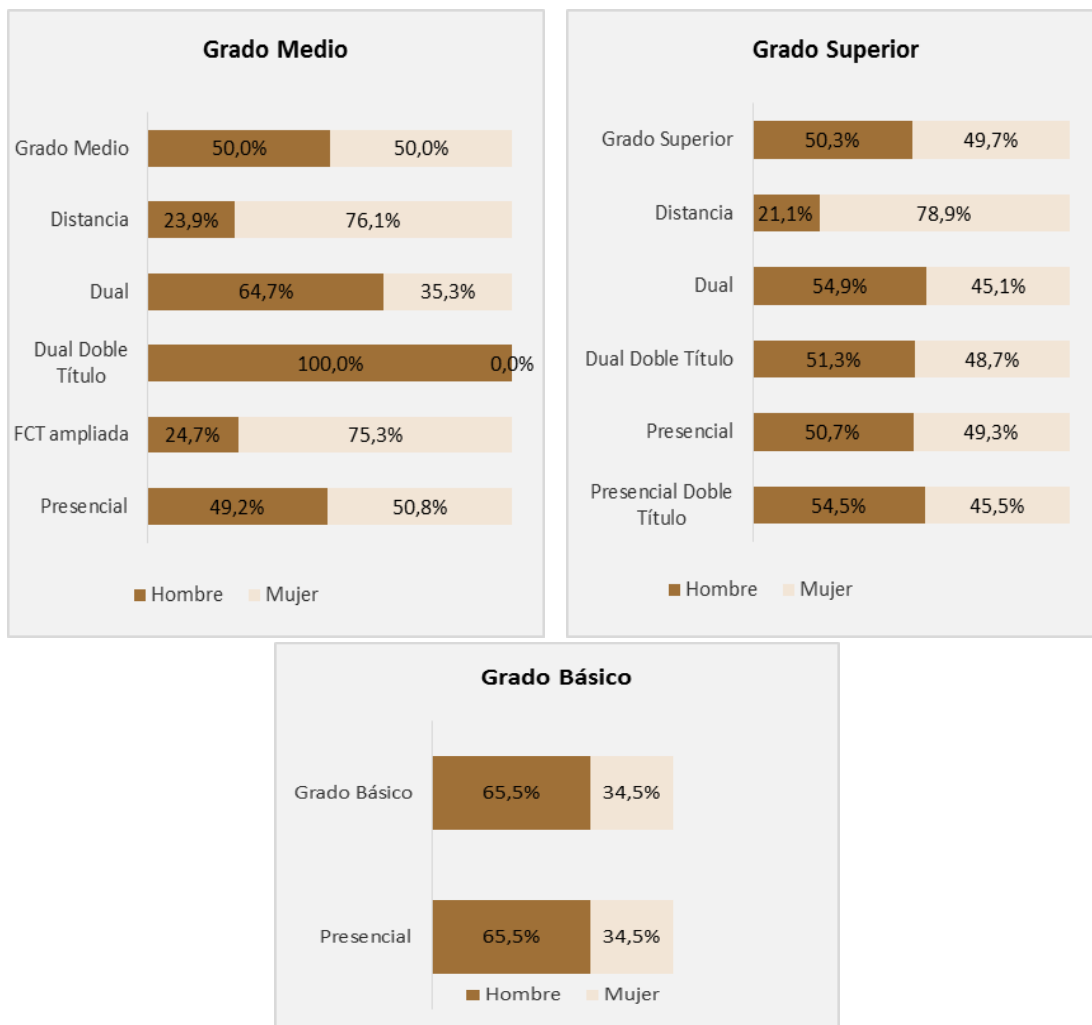 Grado Medio
Grado Medio 50,0% 50,0%
Distancia 23,9% 76,1%
Dual 64,7% 35,3%
Dual Doble
Título 100,0% 0,0%
FCT ampliada 24,7% 75,3%
Presencial 49,2% 50,8%
Hombre Mujer
Grado Superior
Grado Superior 50,3% 49,7%
Distancia 21,1% 78,9%
Dual 54,9% 45,1%
Dual Doble Título 51,3% 48,7%
Presencial 50,7% 49,3%
Presencial Doble
Título 54,5% 45,5%
Hombre Mujer
Grado Básico
Grado Básico 65,5% 34,5%
Presencial 65,5% 34,5%
Hombre Mujer